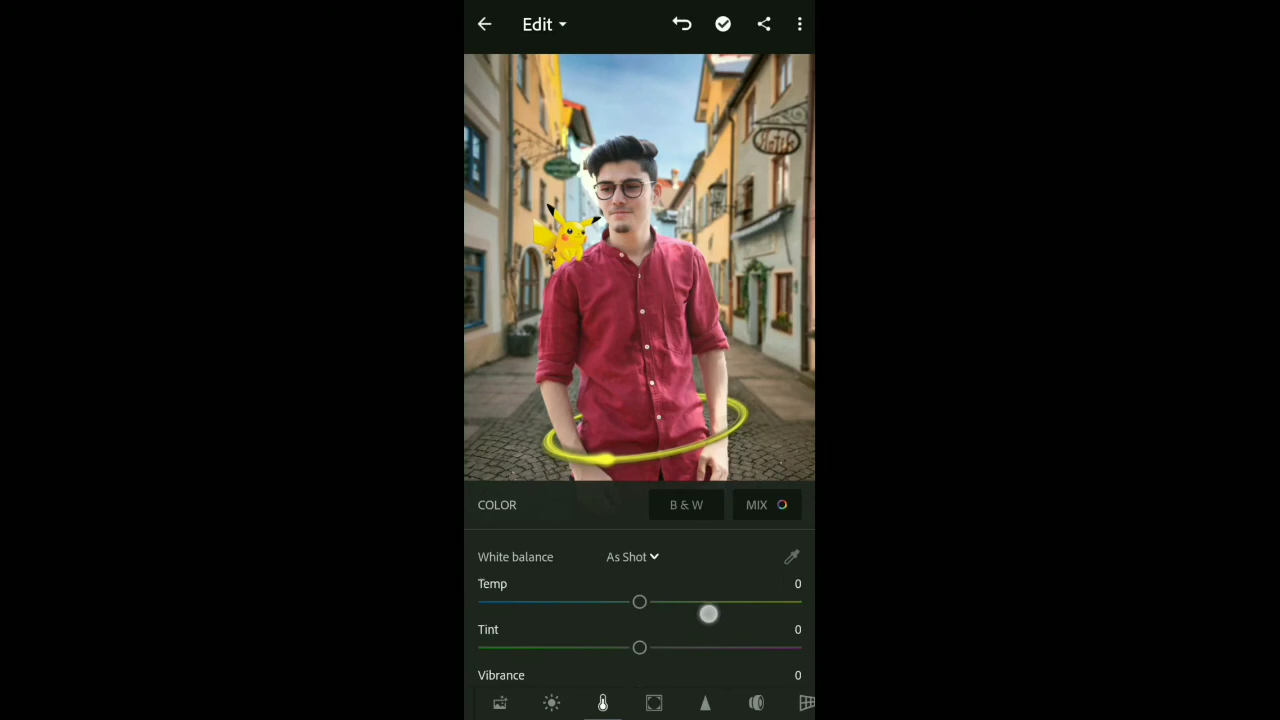 Edit
COLOR
B & W
MIX
White balance
As Shot
Temp
0
Tint
0
Vibrance
0